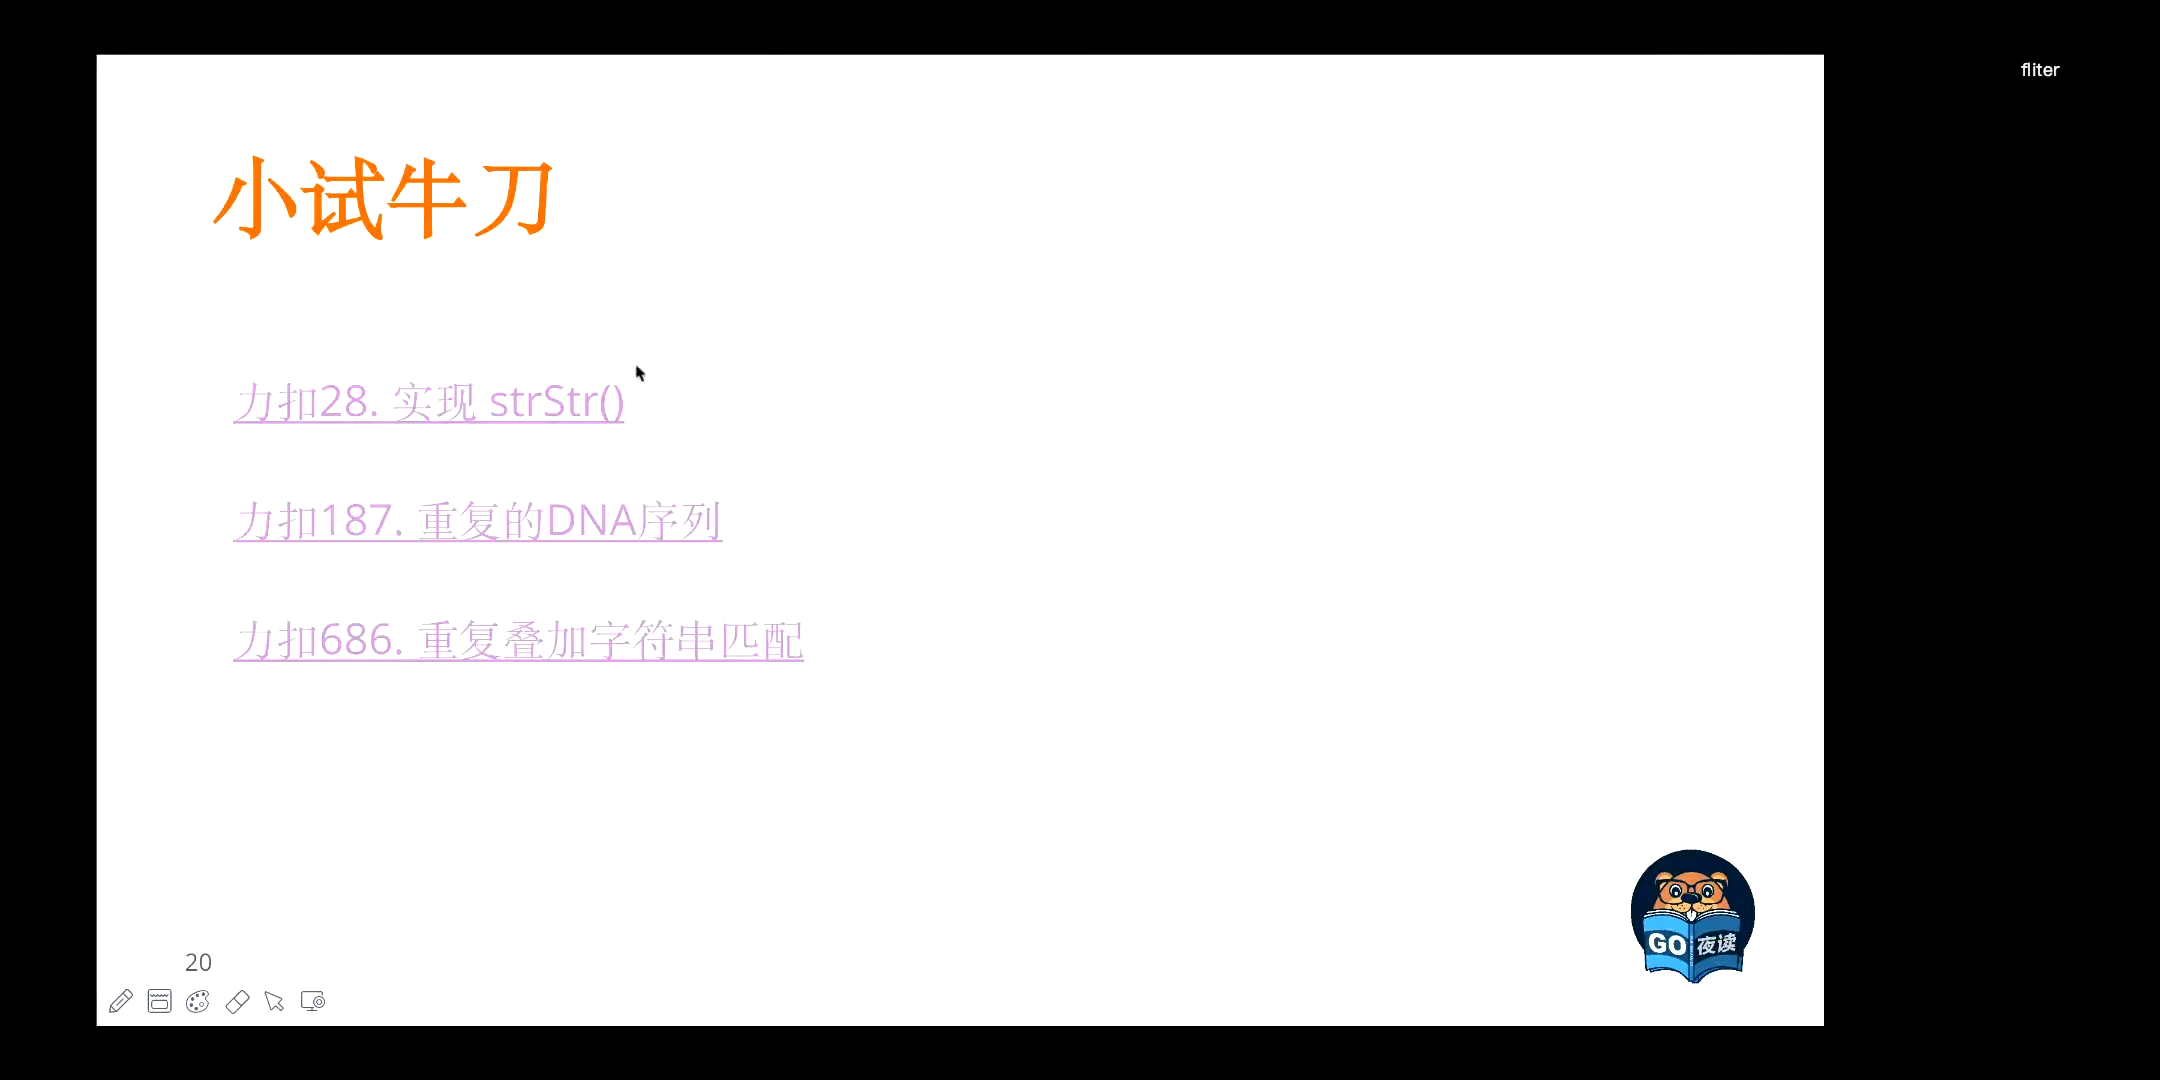 fliter
小试牛刀
力扣28. 实现 strStr()
力扣187. 重复的DNA序列
力扣686. 重复叠加字符串匹配
GO 夜读
20